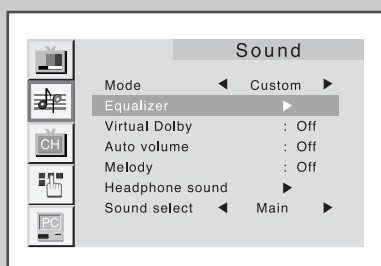 Sound
Mode ◀ Custom ▶
Equalizer ▶
Virtual Dolby : Off
Auto volume : Off
Melody : Off
Headphone sound ▶
Sound select ◀ Main ▶
CH
PC